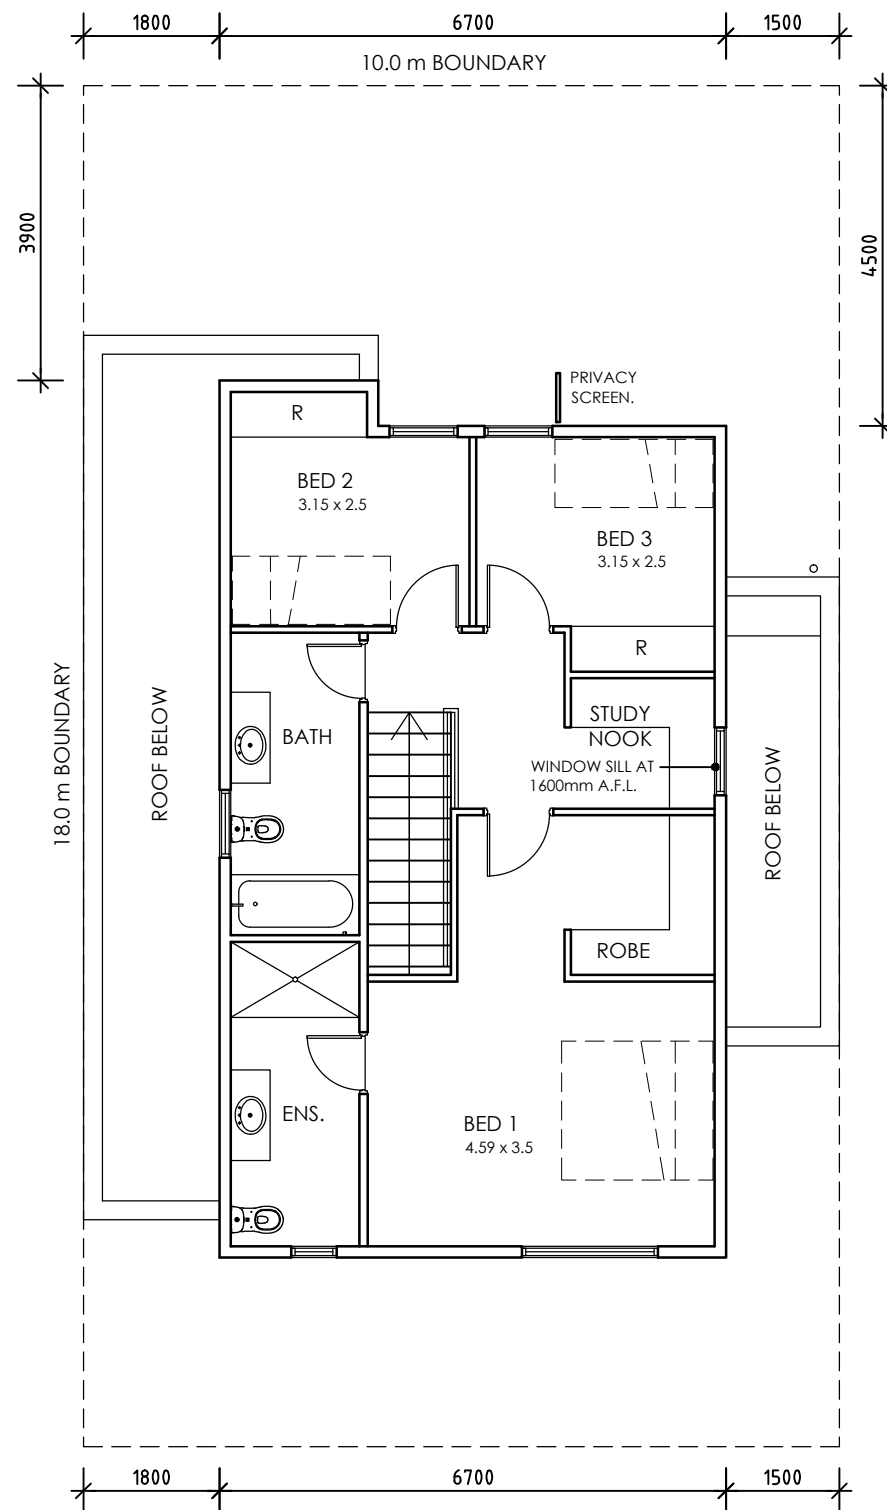 1800
6700
1500
10.0 m BOUNDARY
3900
4500
PRIVACY
SCREEN.
R
BED 2
3.15 x 2.5
BED 3
3.15 x 2.5
R
18.0 m BOUNDARY
ROOF BELOW
BATH
STUDY
NOOK
WINDOW SILL AT
1600mm A.F.L.
ROOF BELOW
ROBE
ENS.
BED 1
4.59 x 3.5
1800
6700
1500